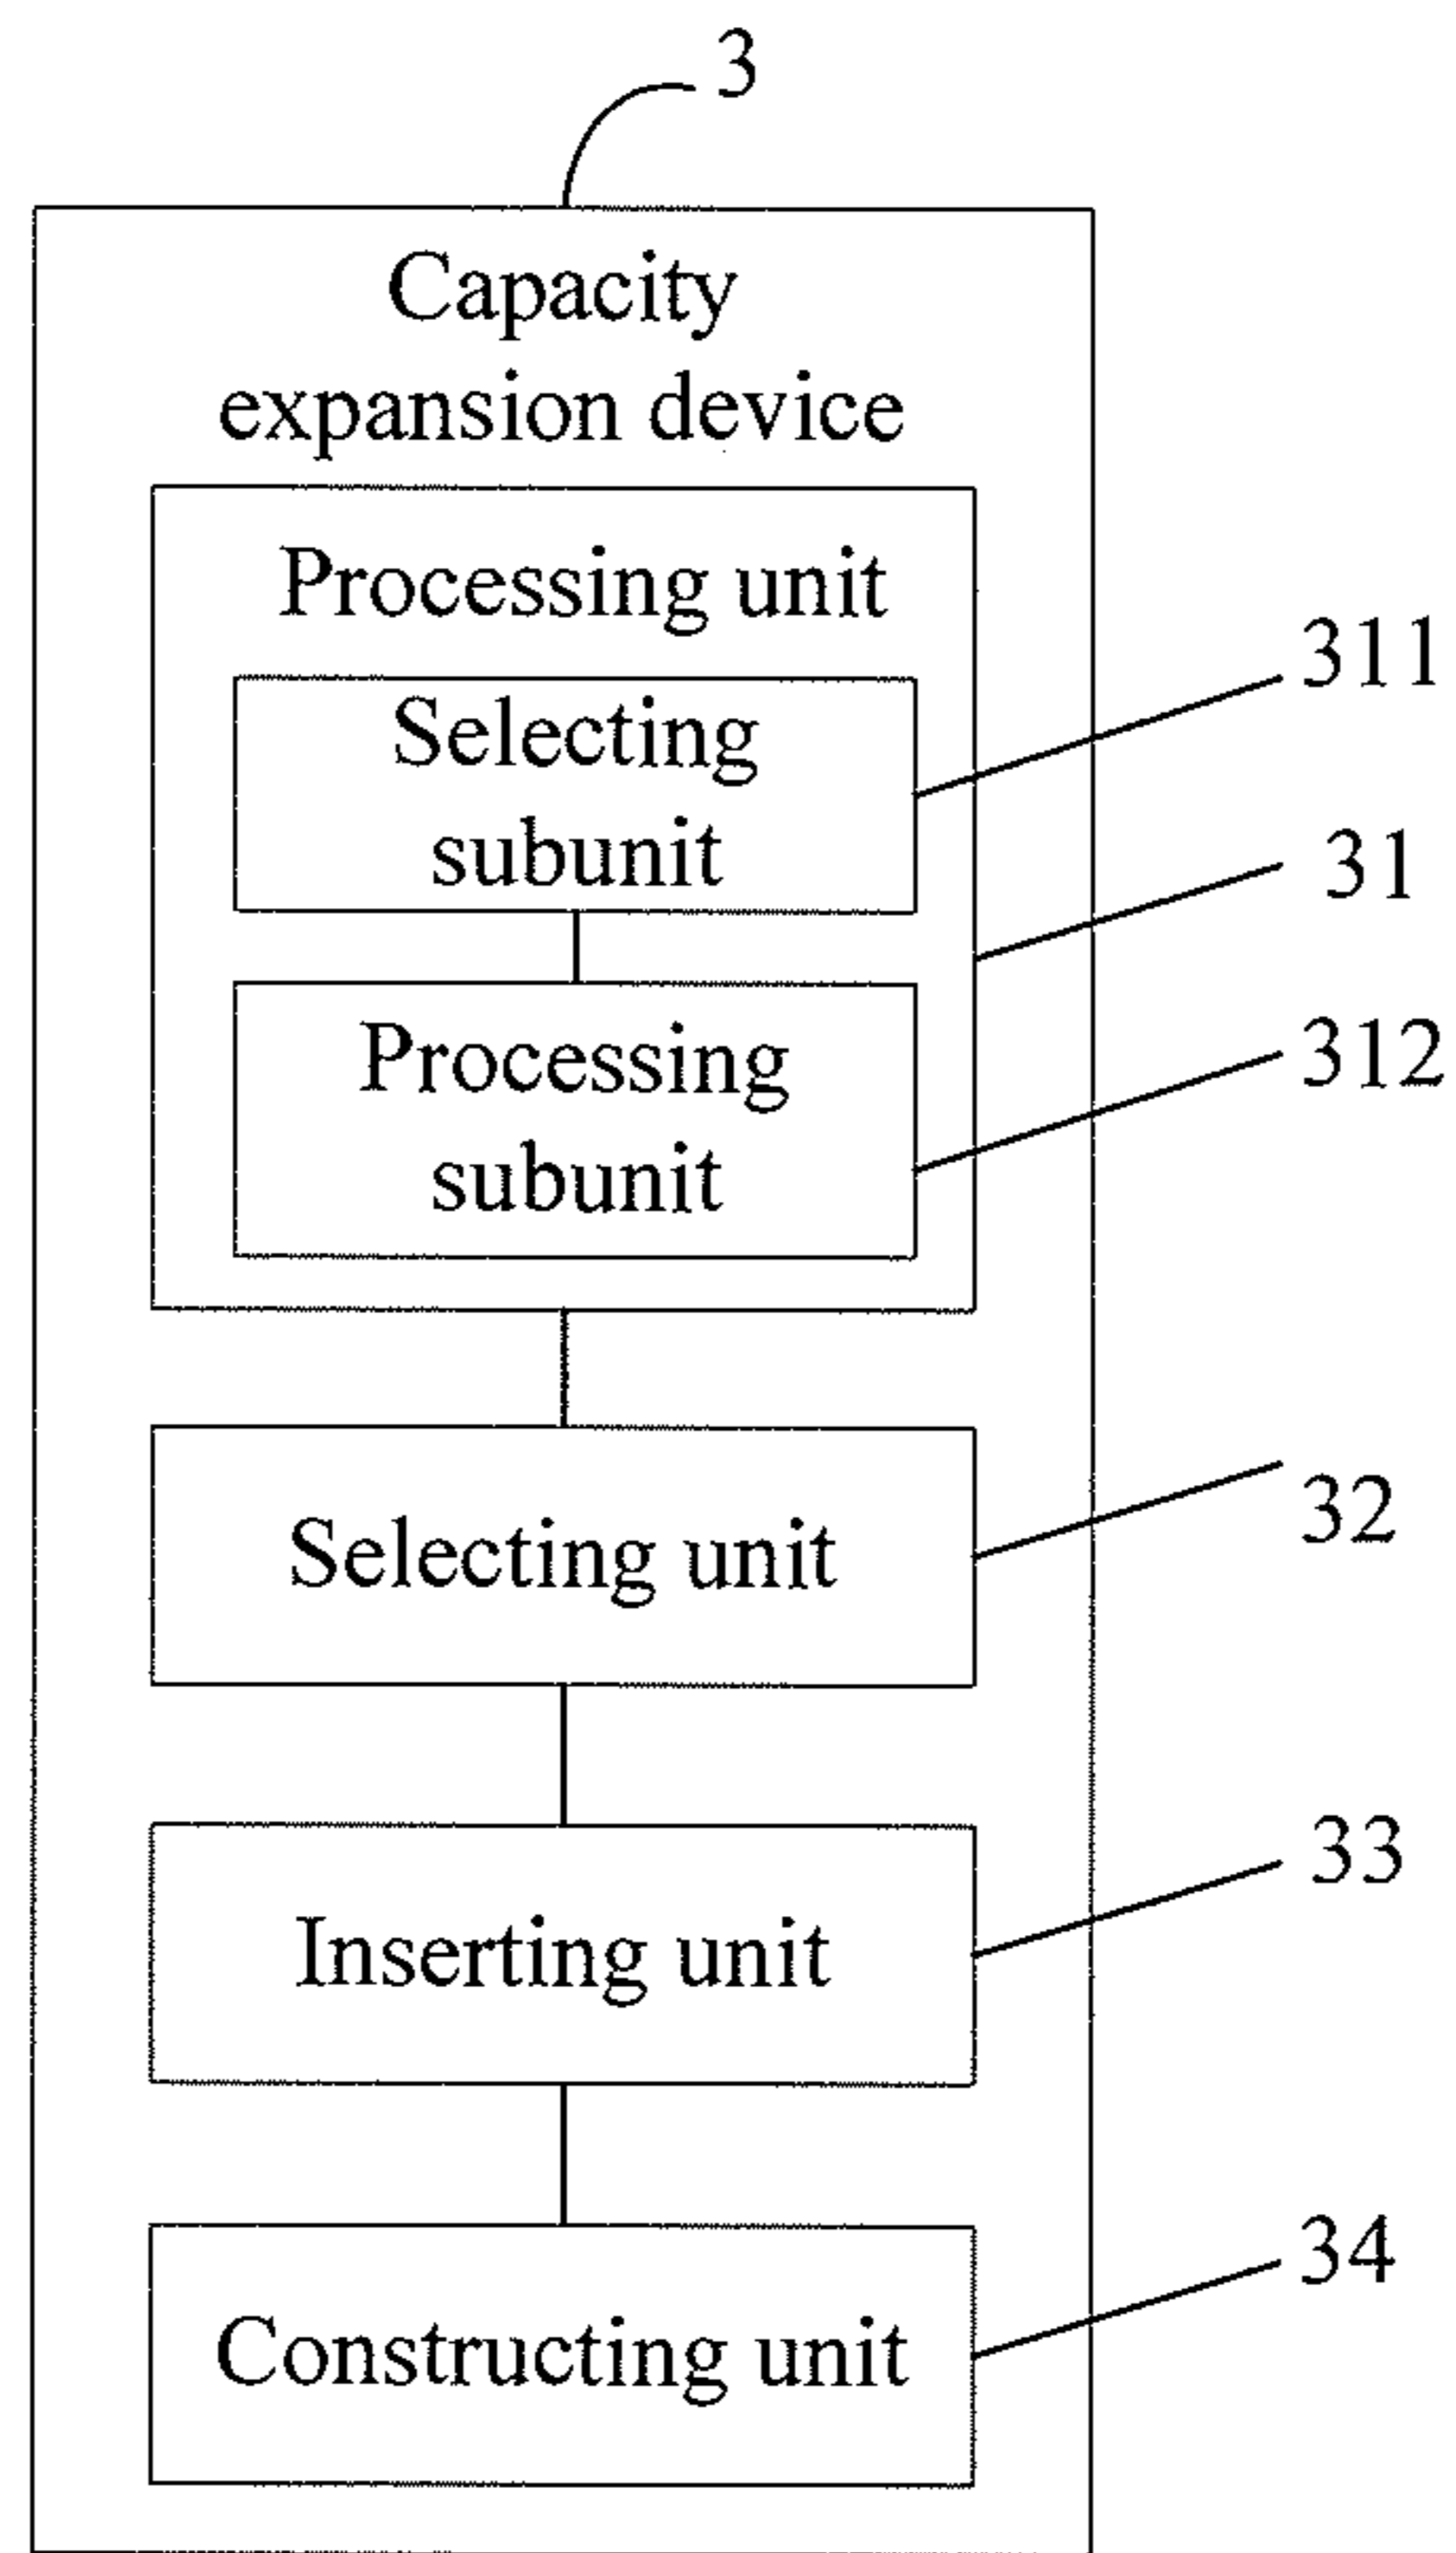 3
Capacity
expansion device
Processing unit
Selecting
subunit
311
31
Processing
subunit
312
Selecting unit
32
Inserting unit
33
Constructing unit
34